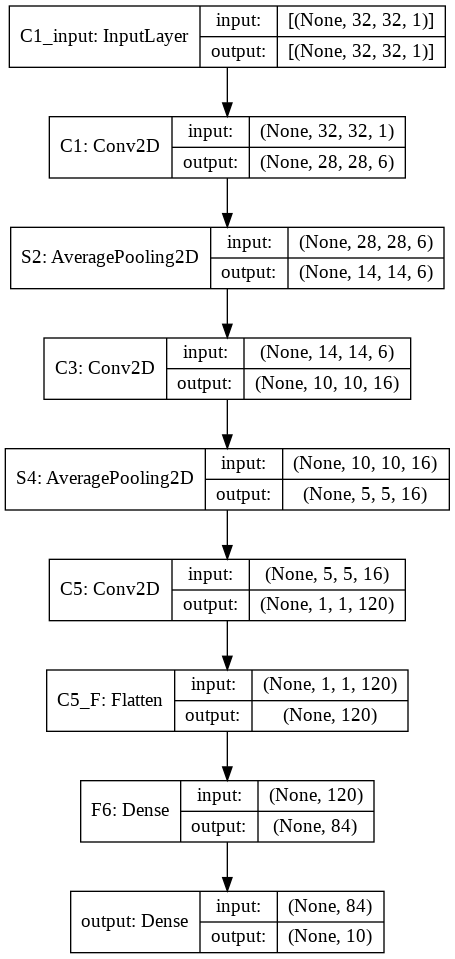 C1_input: InputLayer
input: [(None, 32, 32, 1)]
output: [(None, 32, 32, 1)]
C1: Conv2D
input: (None, 32, 32, 1)
output: (None, 28, 28, 6)
S2: AveragePooling2D
input: (None, 28, 28, 6)
output: (None, 14, 14, 6)
C3: Conv2D
input: (None, 14, 14, 6)
output: (None, 10, 10, 16)
S4: AveragePooling2D
input: (None, 10, 10, 16)
output: (None, 5, 5, 16)
C5: Conv2D
input: (None, 5, 5, 16)
output: (None, 1, 1, 120)
C5_F: Flatten
input: (None, 1, 1, 120)
output: (None, 120)
F6: Dense
input: (None, 120)
output: (None, 84)
output: Dense
input: (None, 84)
output: (None, 10)